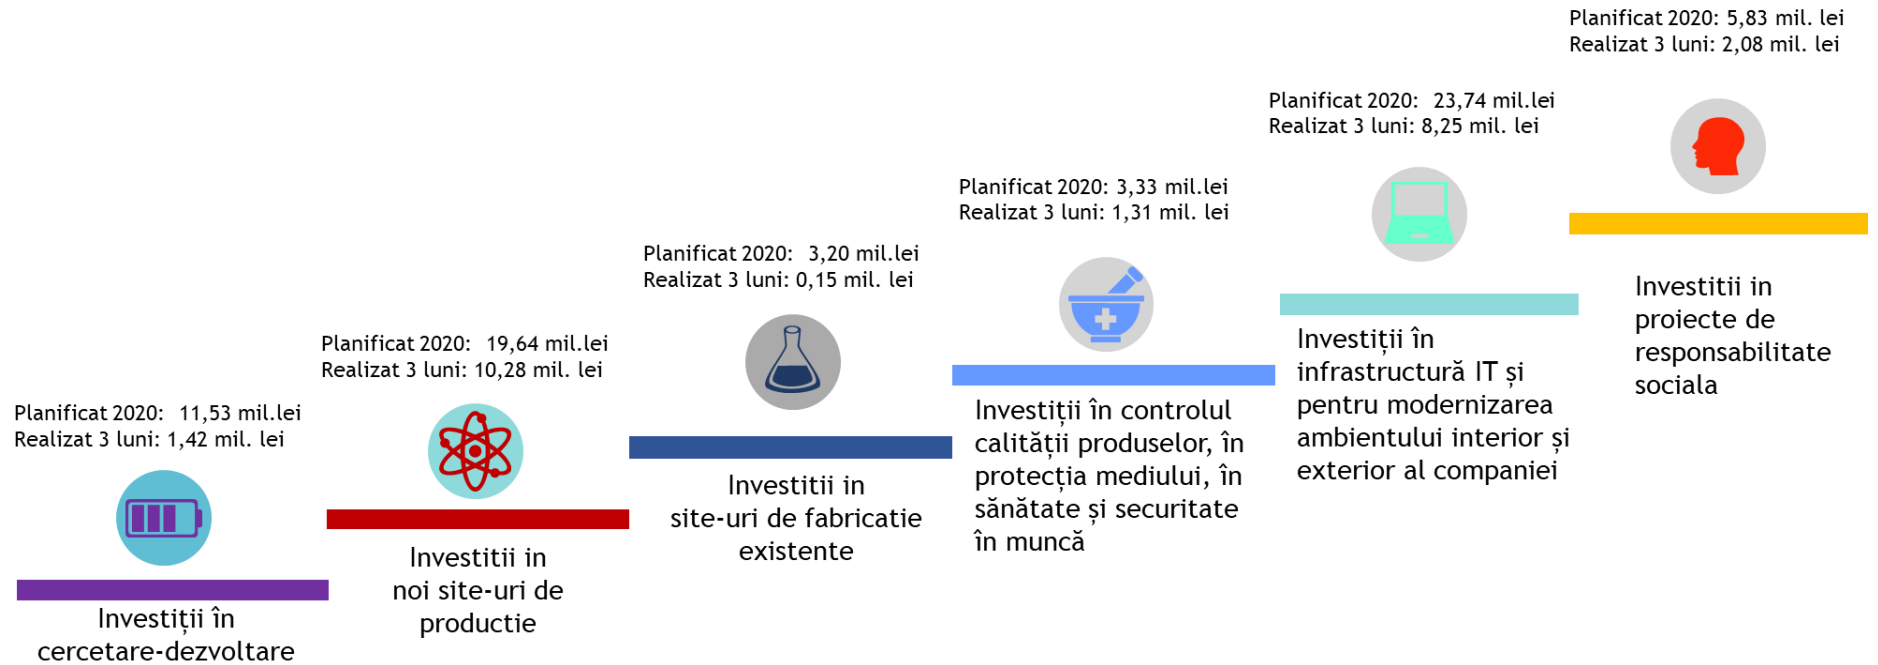 Planificat 2020: 11,53 mil.lei
Realizat 3 luni: 1,42 mil. lei
Investiții în
cercetare-dezvoltare
Planificat 2020: 19,64 mil.lei
Realizat 3 luni: 10,28 mil. lei
Investitii in
noi site-uri de
productie
Planificat 2020: 3,20 mil.lei
Realizat 3 luni: 0,15 mil. lei
Investitii in
site-uri de fabricatie
existente
Planificat 2020: 3,33 mil.lei
Realizat 3 luni: 1,31 mil. lei
Investiții în controlul
calității produselor, în
protecția mediului, în
sănătate și securitate
în muncă
Planificat 2020: 23,74 mil.lei
Realizat 3 luni: 8,25 mil. lei
Investiții în
infrastructură IT și
pentru modernizarea
ambientului interior și
exterior al companiei
Planificat 2020: 5,83 mil. lei
Realizat 3 luni: 2,08 mil. lei
Investitii in
proiecte de
responsabilitate
sociala